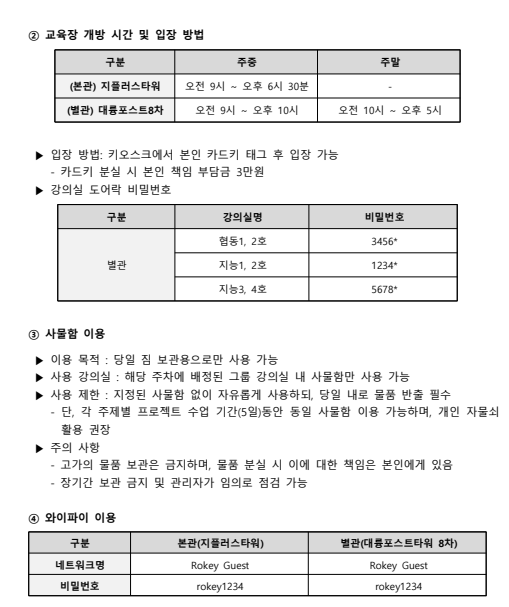 ② 교육장 개방 시간 및 입장 방법
구분 주중 주말
(본관) 지플러스타워 오전 9시 ~ 오후 6시 30분 -
(별관) 대륭포스트8차 오전 9시 ~ 오후 10시 오전 10시 ~ 오후 5시
▶ 입장 방법: 키오스크에서 본인 카드키 태그 후 입장 가능
- 카드키 분실 시 본인 책임 부담금 3만원
▶ 강의실 도어락 비밀번호
구분 강의실명 비밀번호
별관 협동1, 2호 3456*
지능1, 2호 1234*
지능3, 4호 5678*
③ 사물함 이용
▶ 이용 목적 : 당일 짐 보관용으로만 사용 가능
▶ 사용 강의실 : 해당 주차에 배정된 그룹 강의실 내 사물함만 사용 가능
▶ 사용 제한 : 지정된 사물함 없이 자유롭게 사용하되, 당일 내로 물품 반출 필수
- 단, 각 주제별 프로젝트 수업 기간(5일)동안 동일 사물함 이용 가능하며, 개인 자물쇠
활용 권장
▶ 주의 사항
- 고가의 물품 보관은 금지하며, 물품 분실 시 이에 대한 책임은 본인에게 있음
- 장기간 보관 금지 및 관리자가 임의로 점검 가능
④ 와이파이 이용
구분 본관(지플러스타워) 별관(대륭포스트타워 8차)
네트워크명 Rokey Guest Rokey Guest
비밀번호 rokey1234 rokey1234